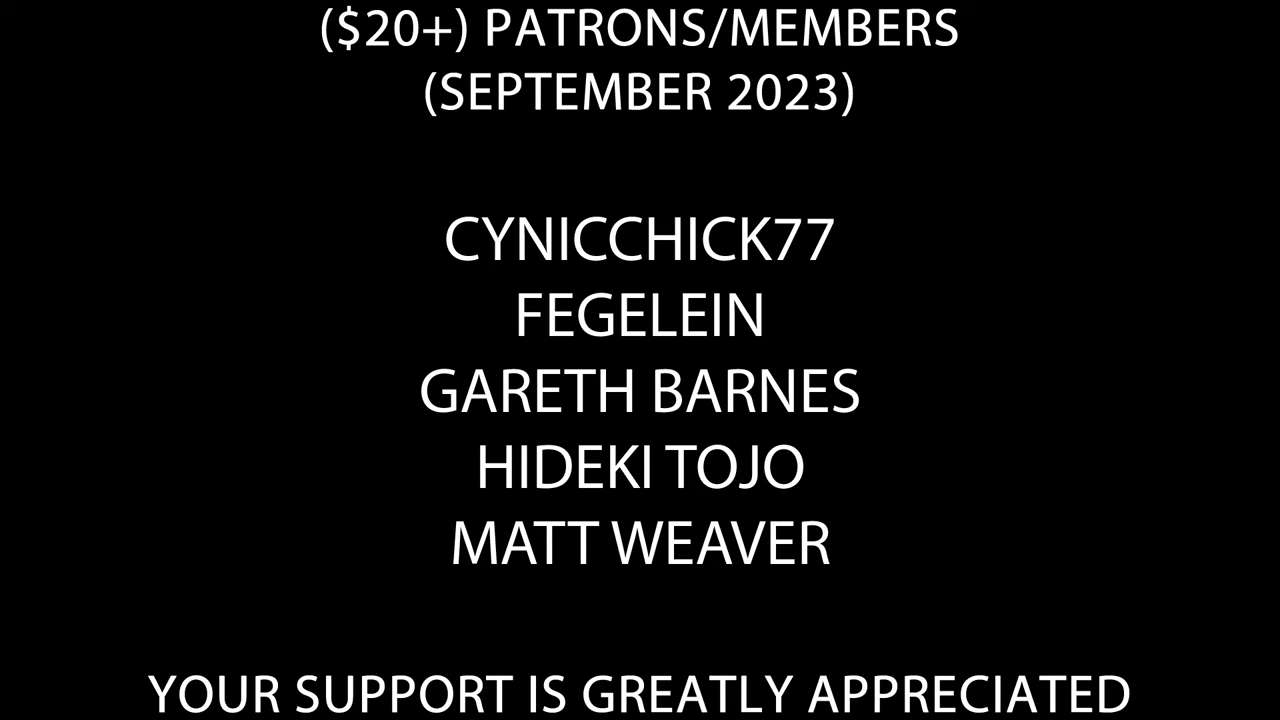 ($20+) PATRONS/MEMBERS
(SEPTEMBER 2023)
CYNICCHICK77
FEGELEIN
GARETH BARNES
HIDEKI TOJO
MATT WEAVER
YOUR SUPPORT IS GREATLY APPRECIATED